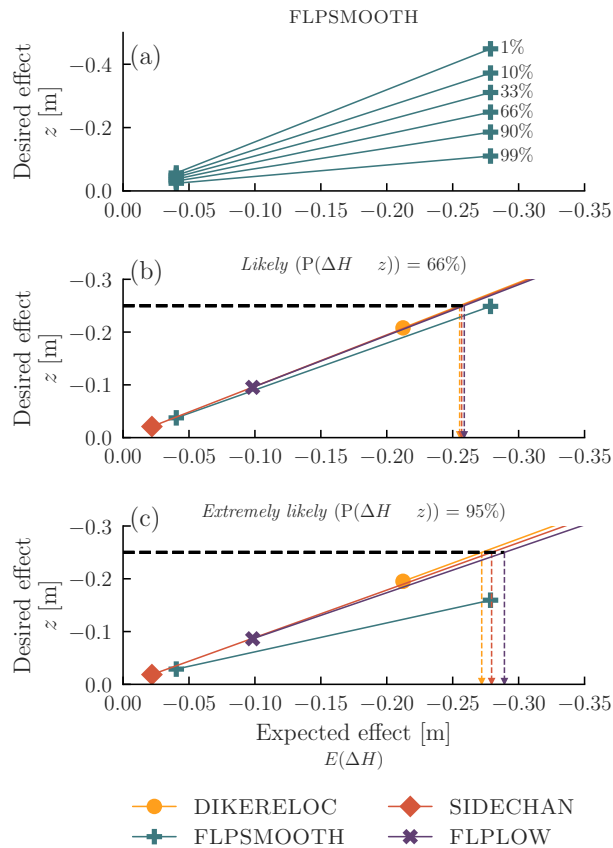 FLPSMOOTH
(a)
1%
10%
33%
66%
90%
99%
−0.4
−0.2
0.0
Desired effect
z [m]
0.00 −0.05 −0.10 −0.15 −0.20 −0.25 −0.30 −0.35
(b)
Likely (P(ΔH z)) = 66%)
−0.3
−0.2
−0.1
0.0
Desired effect
z [m]
0.00 −0.05 −0.10 −0.15 −0.20 −0.25 −0.30 −0.35
(c)
Extremely likely (P(ΔH z)) = 95%)
−0.3
−0.2
−0.1
0.0
Desired effect
z [m]
0.00 −0.05 −0.10 −0.15 −0.20 −0.25 −0.30 −0.35
Expected effect [m]
E(ΔH)
DIKERELOC SIDECHAN
FLPSMOOTH FLPLOW